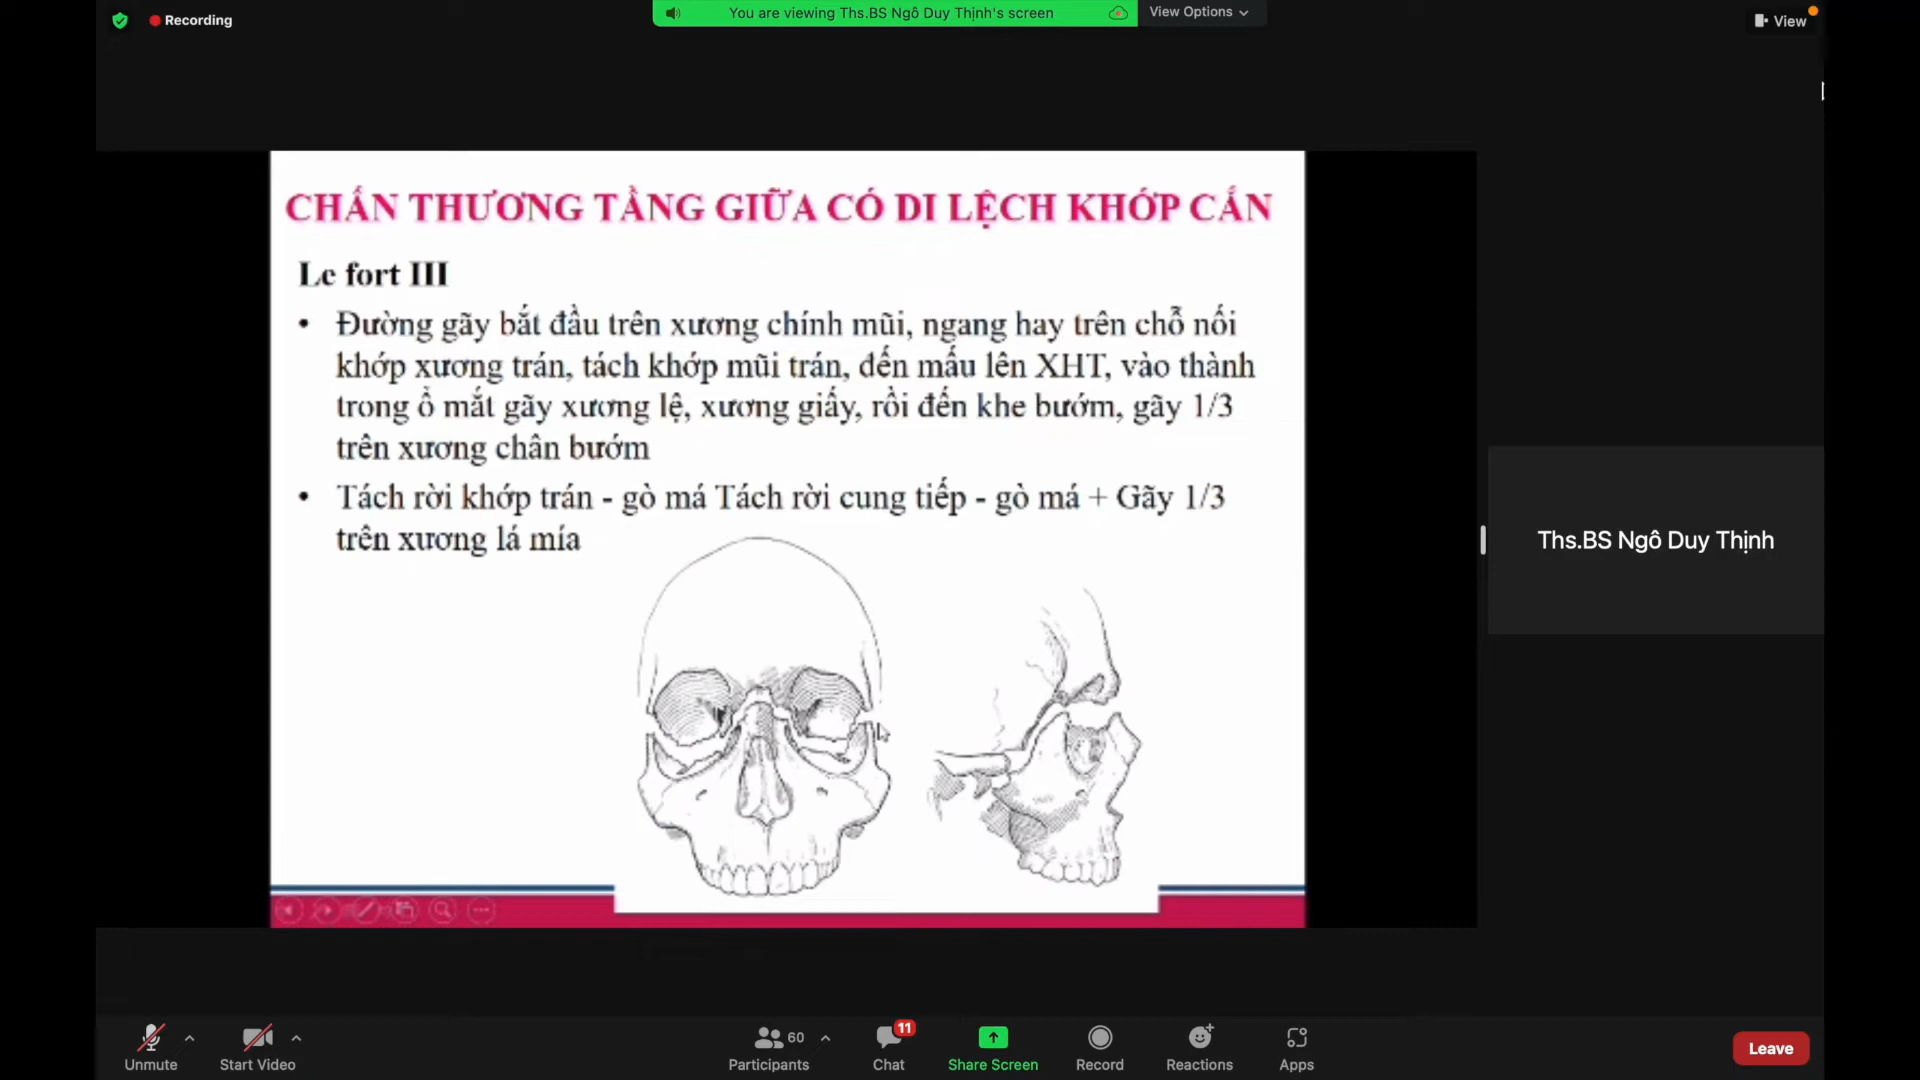 Recording
You are viewing Ths.BS Ngô Duy Thịnh's screen
View Options
View
CHẤN THƯƠNG TẦNG GIỮA CÓ DI LỆCH KHỚP CẮN
Le fort III
• Đường gãy bắt đầu trên xương chính mũi, ngang hay trên chỗ nối
khớp xương trán, tách khớp mũi trán, đến mấu lên XHT, vào thành
trong ổ mắt gãy xương lệ, xương giấy, rồi đến khe bướm, gãy 1/3
trên xương chân bướm
• Tách rời khớp trán - gò má Tách rời cung tiếp - gò má + Gãy 1/3
trên xương lá mía
Ths.BS Ngô Duy Thịnh
Unmute
Start Video
60
Participants
11
Chat
Share Screen
Record
Reactions
Apps
Leave